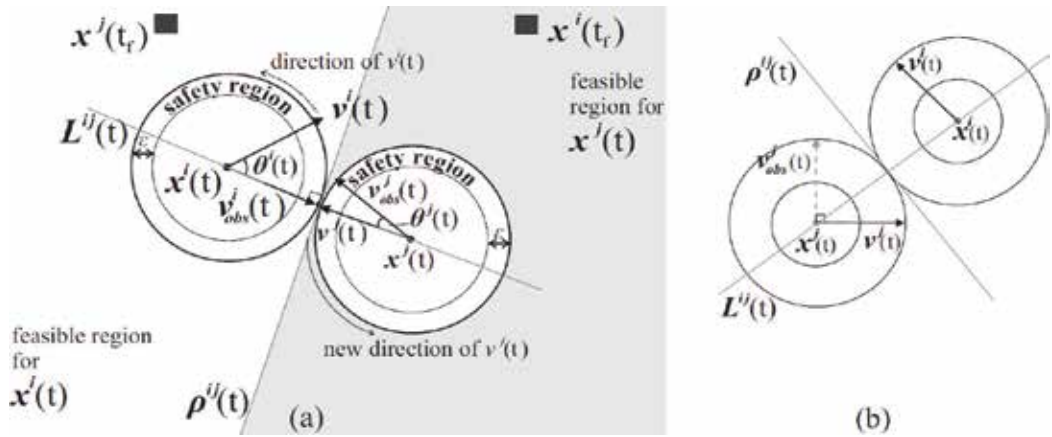 x^j(t_f)
x^i(t_f)
direction of v^i(t)
safety region
v^i(t)
L^ij(t)
ε
θ^i(t)
x^i(t)
v^i_obs(t)
feasible
region for
x^j(t)
safety region
v^j_obs(t)
θ^j(t)
v^j(t)
x^j(t)
ε
new direction of v^j(t)
feasible region
for
x^i(t)
ρ^ij(t)
(a)
ρ^ij(t)
L^ij(t)
(b)